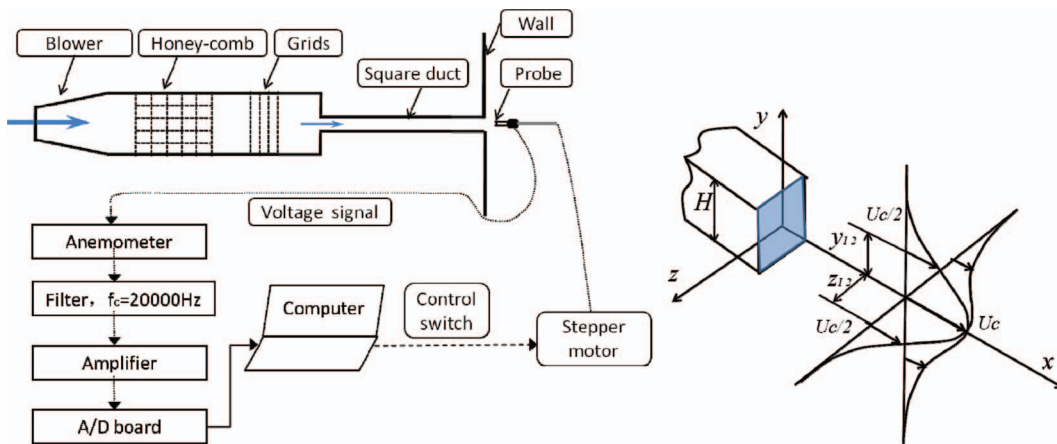 Blower
Honey-comb
Grids
Wall
Square duct
Probe
Voltage signal
Anemometer
Filter, fc=20000Hz
Amplifier
A/D board
Computer
Control
switch
Stepper
motor
y
H
z
Uc/2
y1/2
z1/2
Uc/2
Uc
x